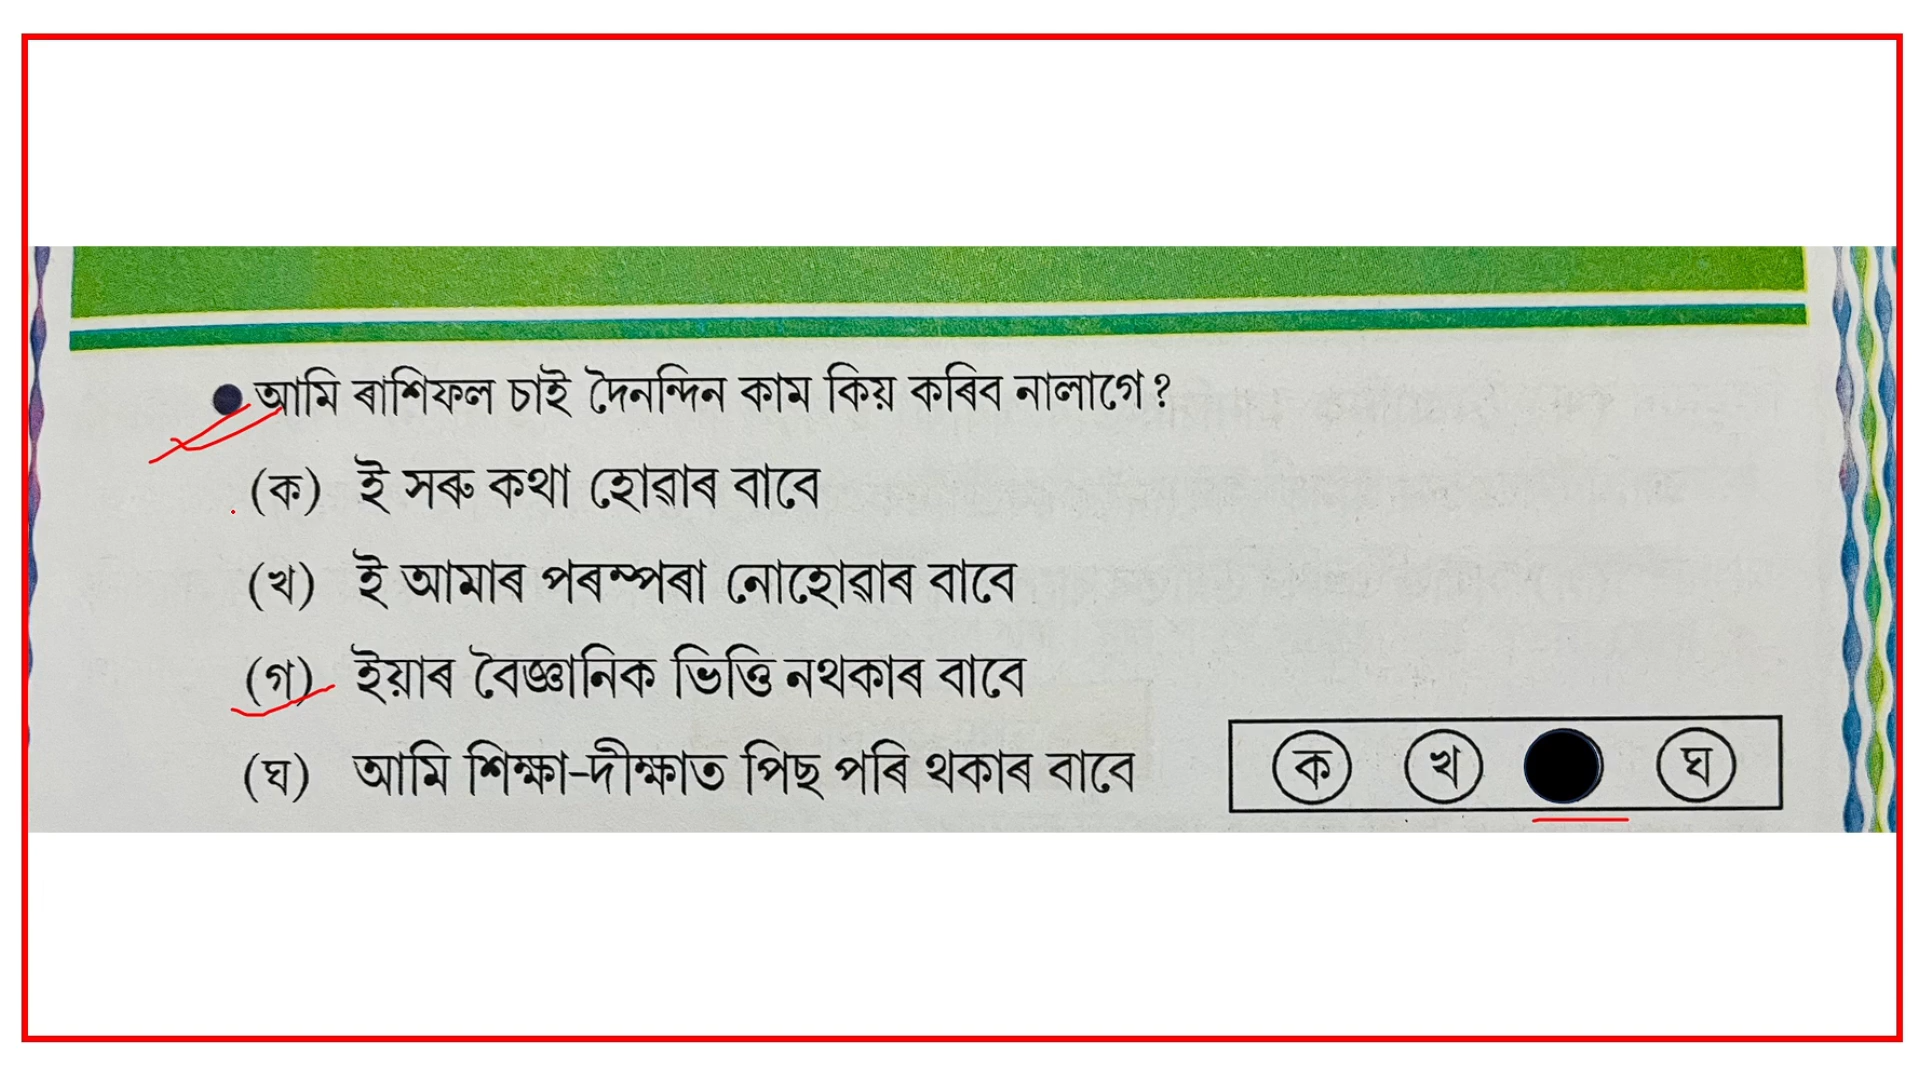 আমি ৰাশিফল চাই দৈনন্দিন কাম কিয় কৰিব নালাগে ?
(ক) ই সৰু কথা হোৱাৰ বাবে
(খ) ই আমাৰ পৰম্পৰা নোহোৱাৰ বাবে
(গ) ইয়াৰ বৈজ্ঞানিক ভিত্তি নথকাৰ বাবে
(ঘ) আমি শিক্ষা-দীক্ষাত পিছ পৰি থকাৰ বাবে
ক খ ঘ